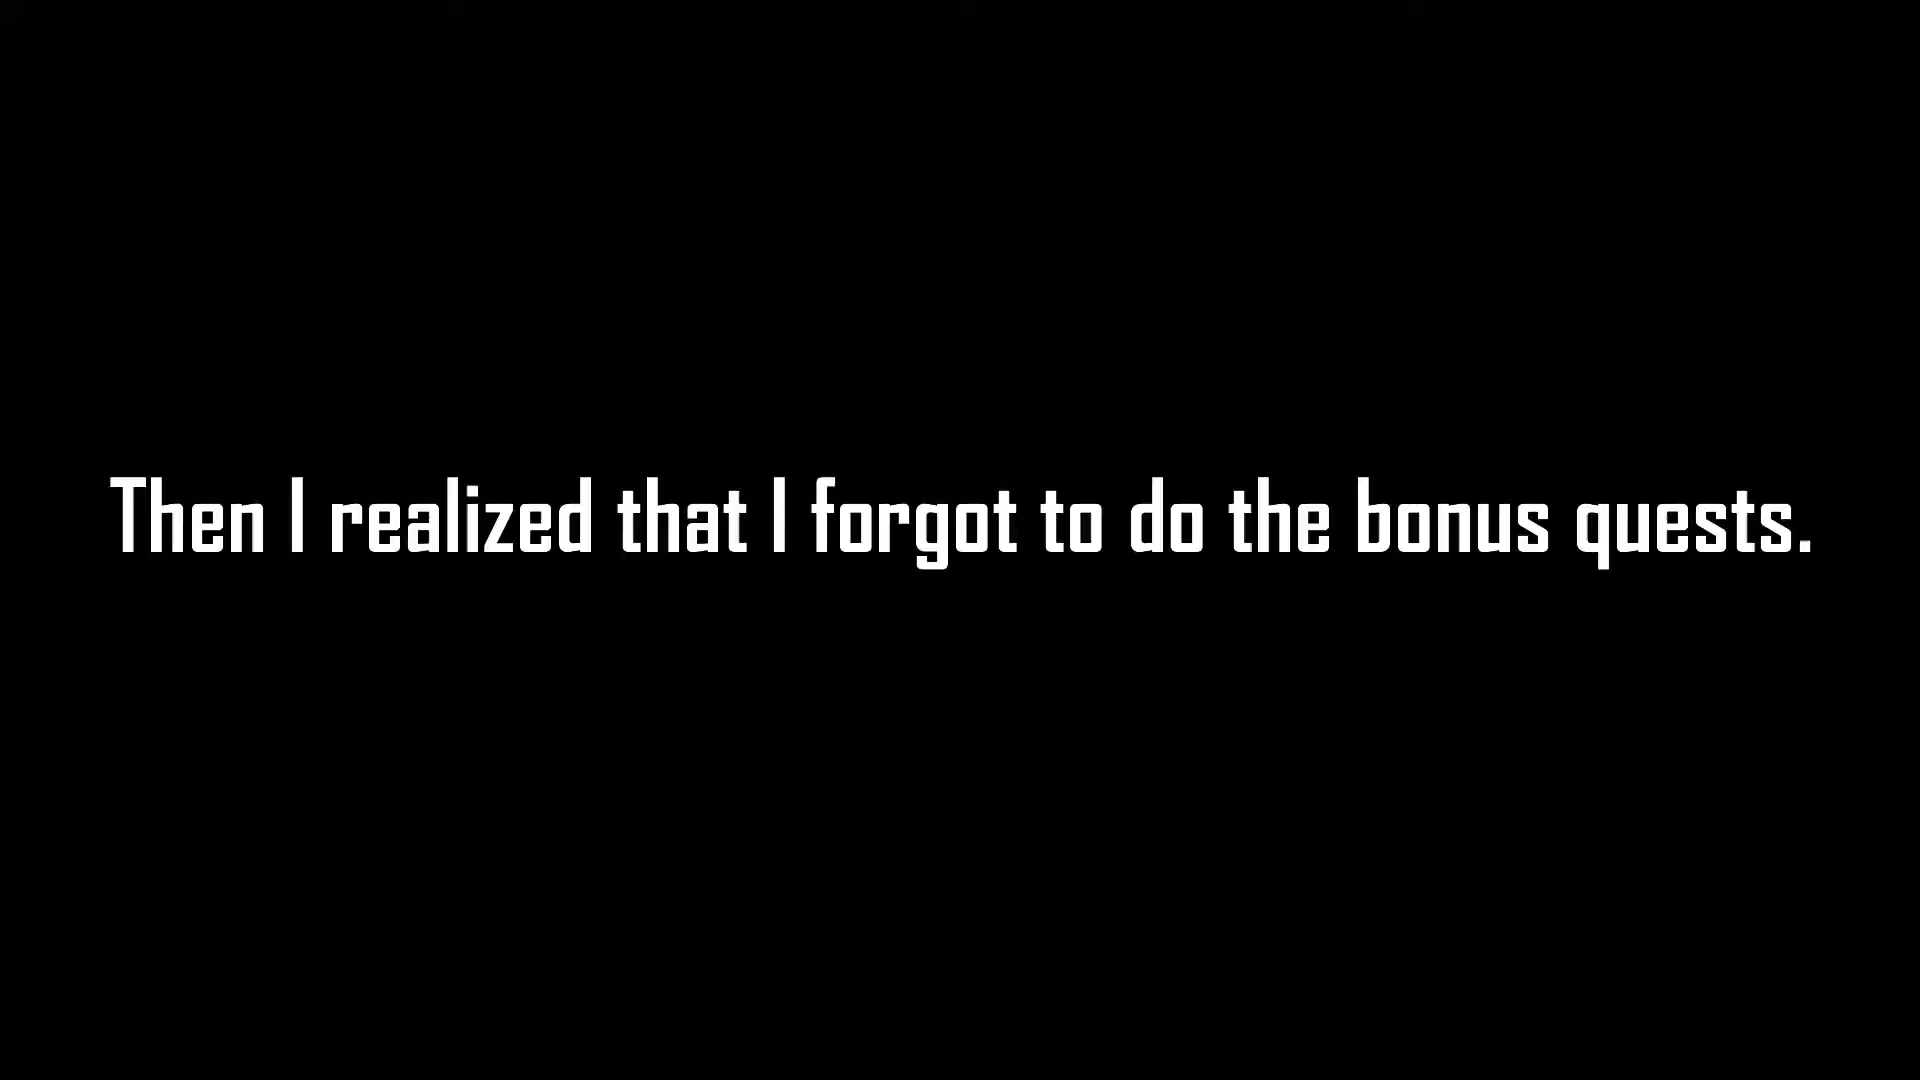 Then I realized that I forgot to do the bonus quests.